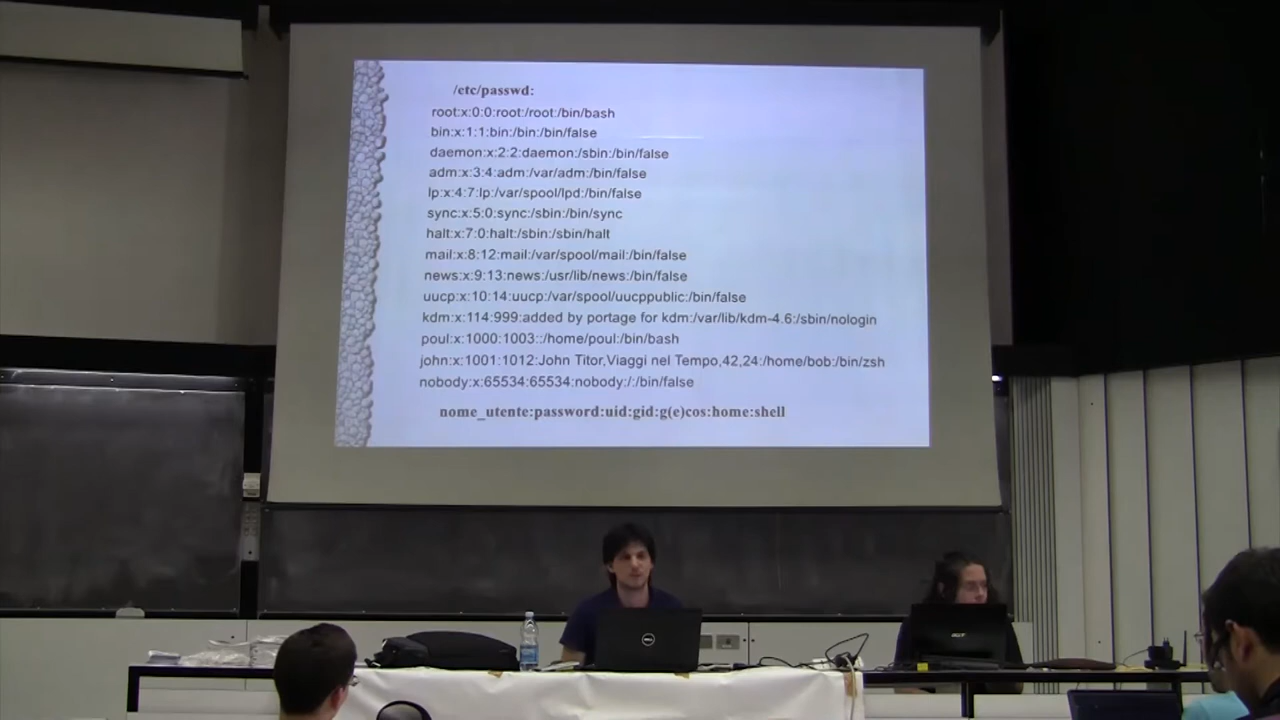 /etc/passwd:
root:x:0:0:root:/root:/bin/bash
bin:x:1:1:bin:/bin:/bin/false
daemon:x:2:2:daemon:/sbin:/bin/false
adm:x:3:4:adm:/var/adm:/bin/false
lp:x:4:7:lp:/var/spool/lpd:/bin/false
sync:x:5:0:sync:/sbin:/bin/sync
halt:x:7:0:halt:/sbin:/sbin/halt
mail:x:8:12:mail:/var/spool/mail:/bin/false
news:x:9:13:news:/usr/lib/news:/bin/false
uucp:x:10:14:uucp:/var/spool/uucppublic:/bin/false
kdm:x:114:999:added by portage for kdm:/var/lib/kdm-4.6:/sbin/nologin
poul:x:1000:1003::/home/poul:/bin/bash
john:x:1001:1012:John Titor,Viaggi nel Tempo,42,24:/home/bob:/bin/zsh
nobody:x:65534:65534:nobody:/:/bin/false
nome_utente:password:uid:gid:g(e)cos:home:shell
DELL
acer